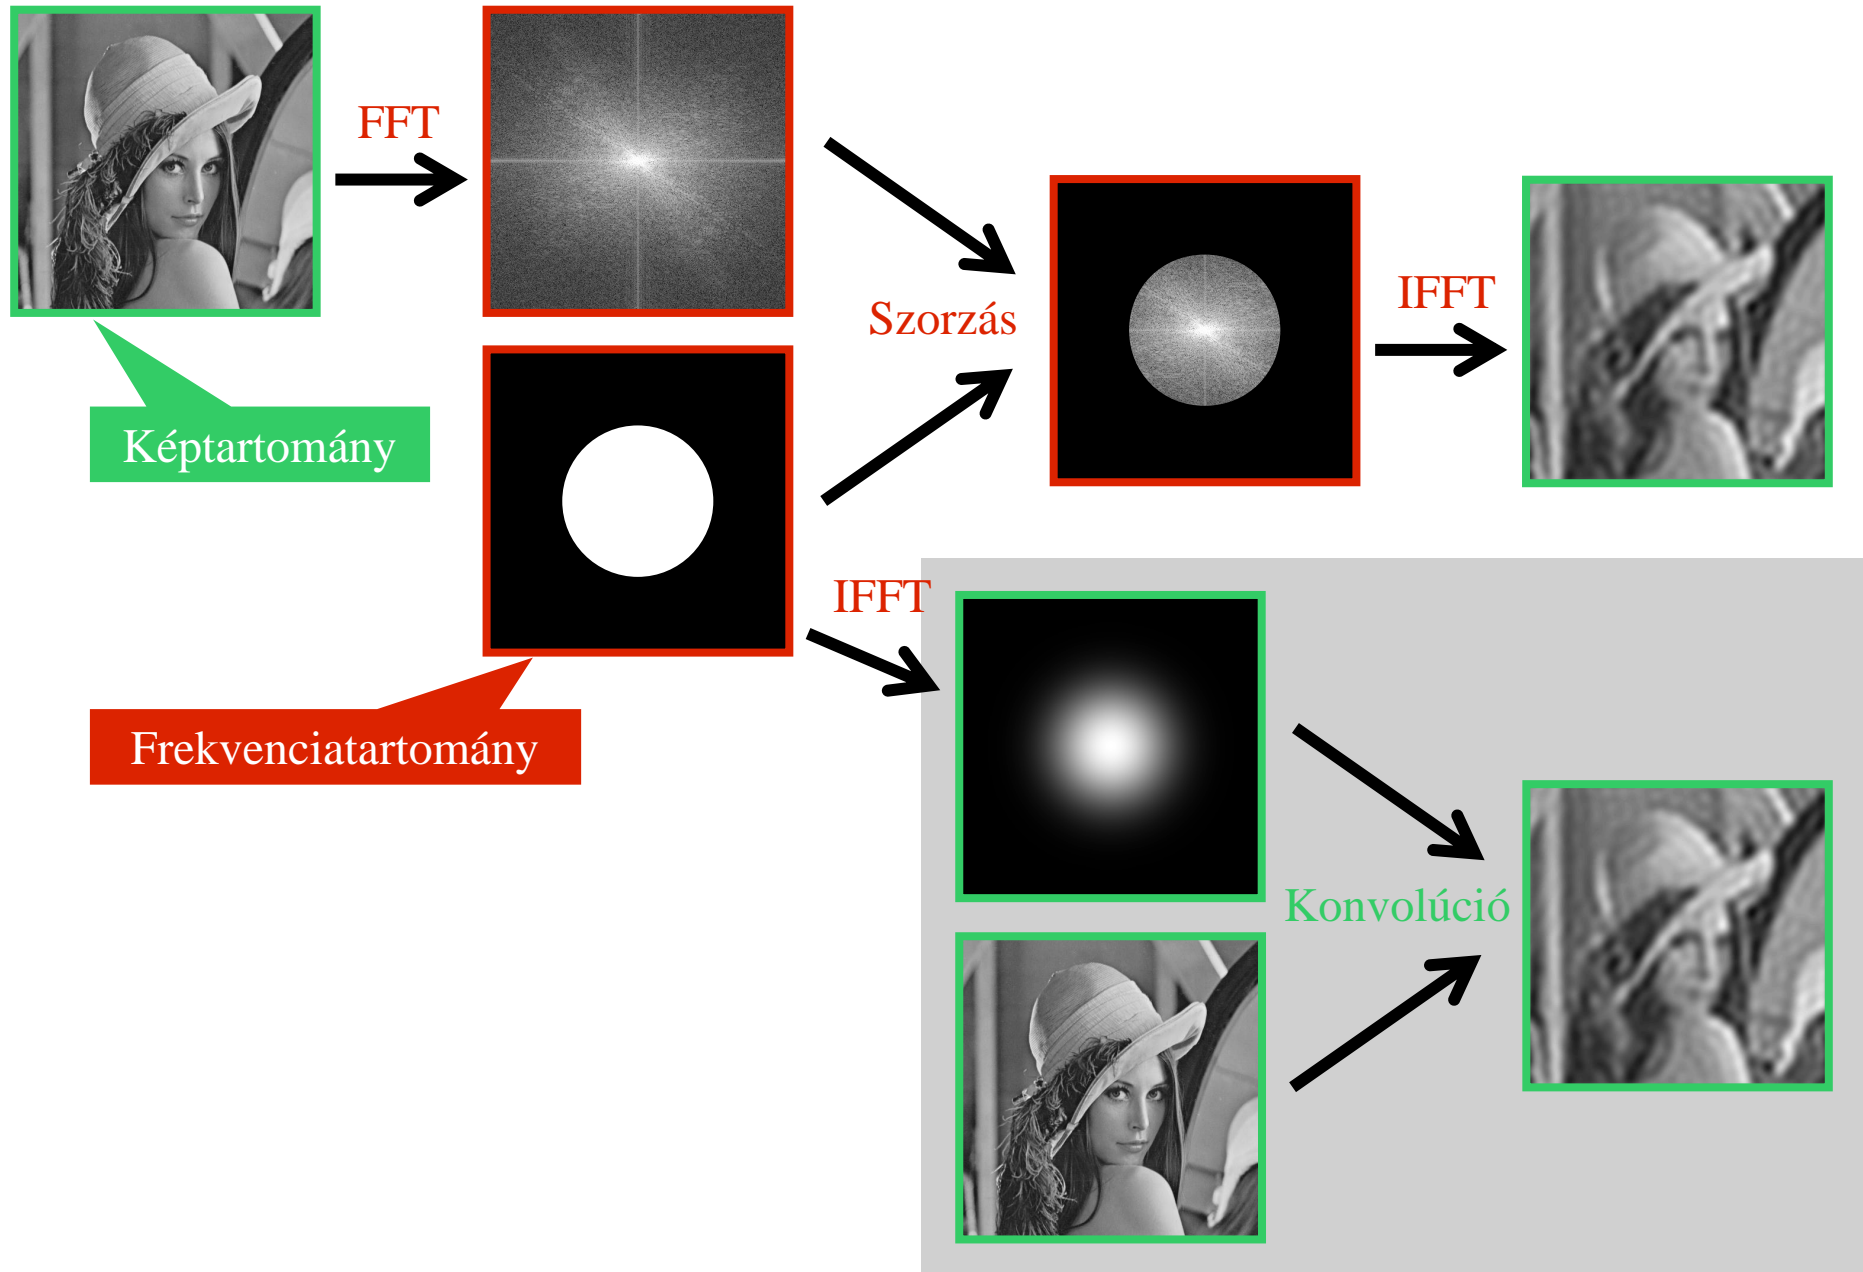 FFT
Szorzás
IFFT
Képtartomány
IFFT
Frekvenciatartomány
Konvolúció